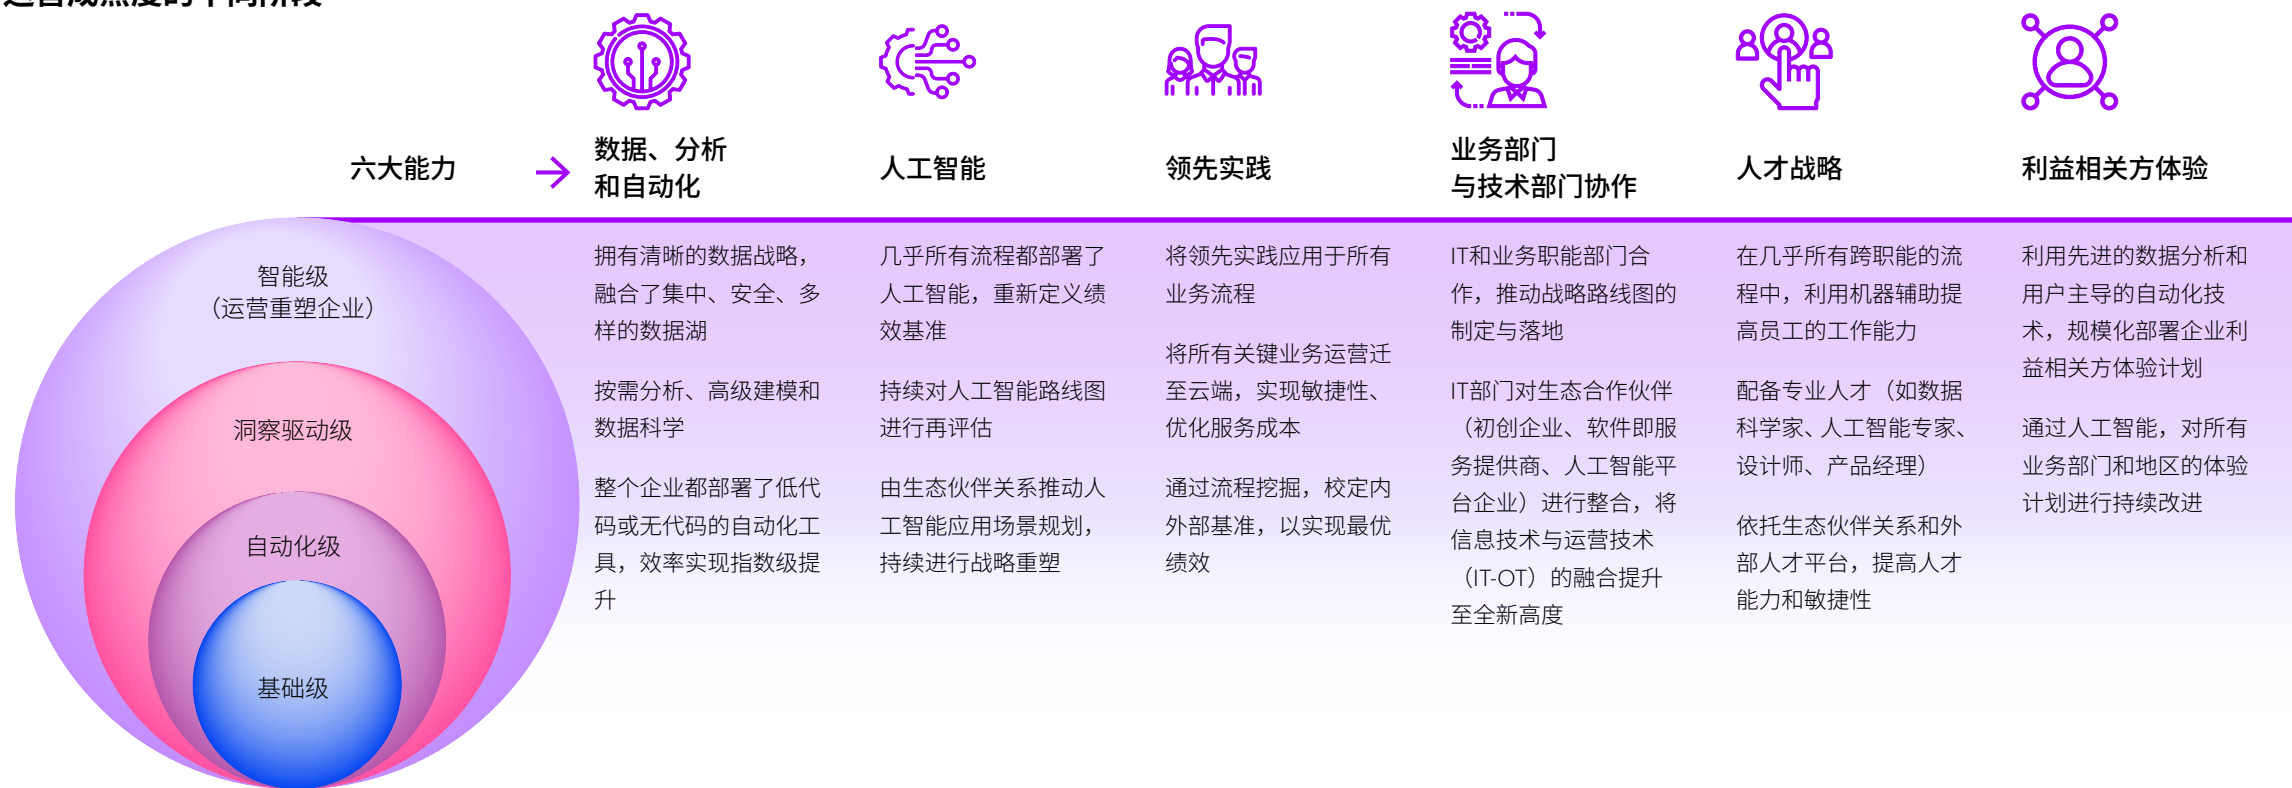 运营成熟度的不同阶段
六大能力
数据、分析
和自动化
人工智能
领先实践
业务部门
与技术部门协作
人才战略
利益相关方体验
智能级
（运营重塑企业）
洞察驱动级
自动化级
基础级
拥有清晰的数据战略，
融合了集中、安全、多
样的数据湖
按需分析、高级建模和
数据科学
整个企业都部署了低代
码或无代码的自动化工
具，效率实现指数级提
升
几乎所有流程都部署了
人工智能，重新定义绩
效基准
持续对人工智能路线图
进行再评估
由生态伙伴关系推动人
工智能应用场景规划，
持续进行战略重塑
将领先实践应用于所有
业务流程
将所有关键业务运营迁
至云端，实现敏捷性、
优化服务成本
通过流程挖掘，校定内
外部基准，以实现最优
绩效
IT和业务职能部门合
作，推动战略路线图的
制定与落地
IT部门对生态合作伙伴
（初创企业、软件即服
务提供商、人工智能平
台企业）进行整合，将
信息技术与运营技术
（IT-OT）的融合提升
至全新高度
在几乎所有跨职能的流
程中，利用机器辅助提
高员工的工作能力
配备专业人才（如数据
科学家、人工智能专家、
设计师、产品经理）
依托生态伙伴关系和外
部人才平台，提高人才
能力和敏捷性
利用先进的数据分析和
用户主导的自动化技
术，规模化部署企业利
益相关方体验计划
通过人工智能，对所有
业务部门和地区的体验
计划进行持续改进